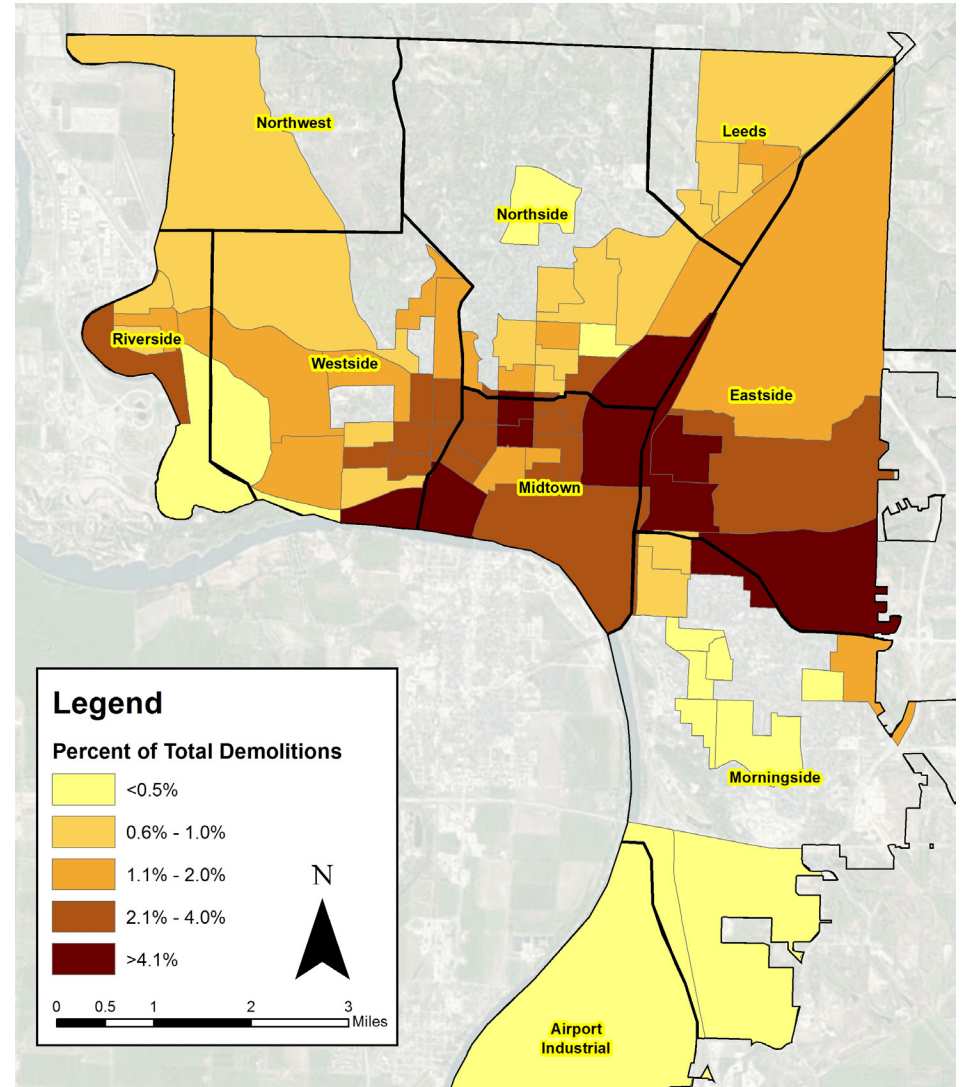 Northwest
Leeds
Northside
Riverside
Westside
Eastside
Midtown
Morningside
Airport
Industrial
Legend
Percent of Total Demolitions
<0.5%
0.6% - 1.0%
1.1% - 2.0%
2.1% - 4.0%
>4.1%
N
0 0.5 1 2 3
Miles